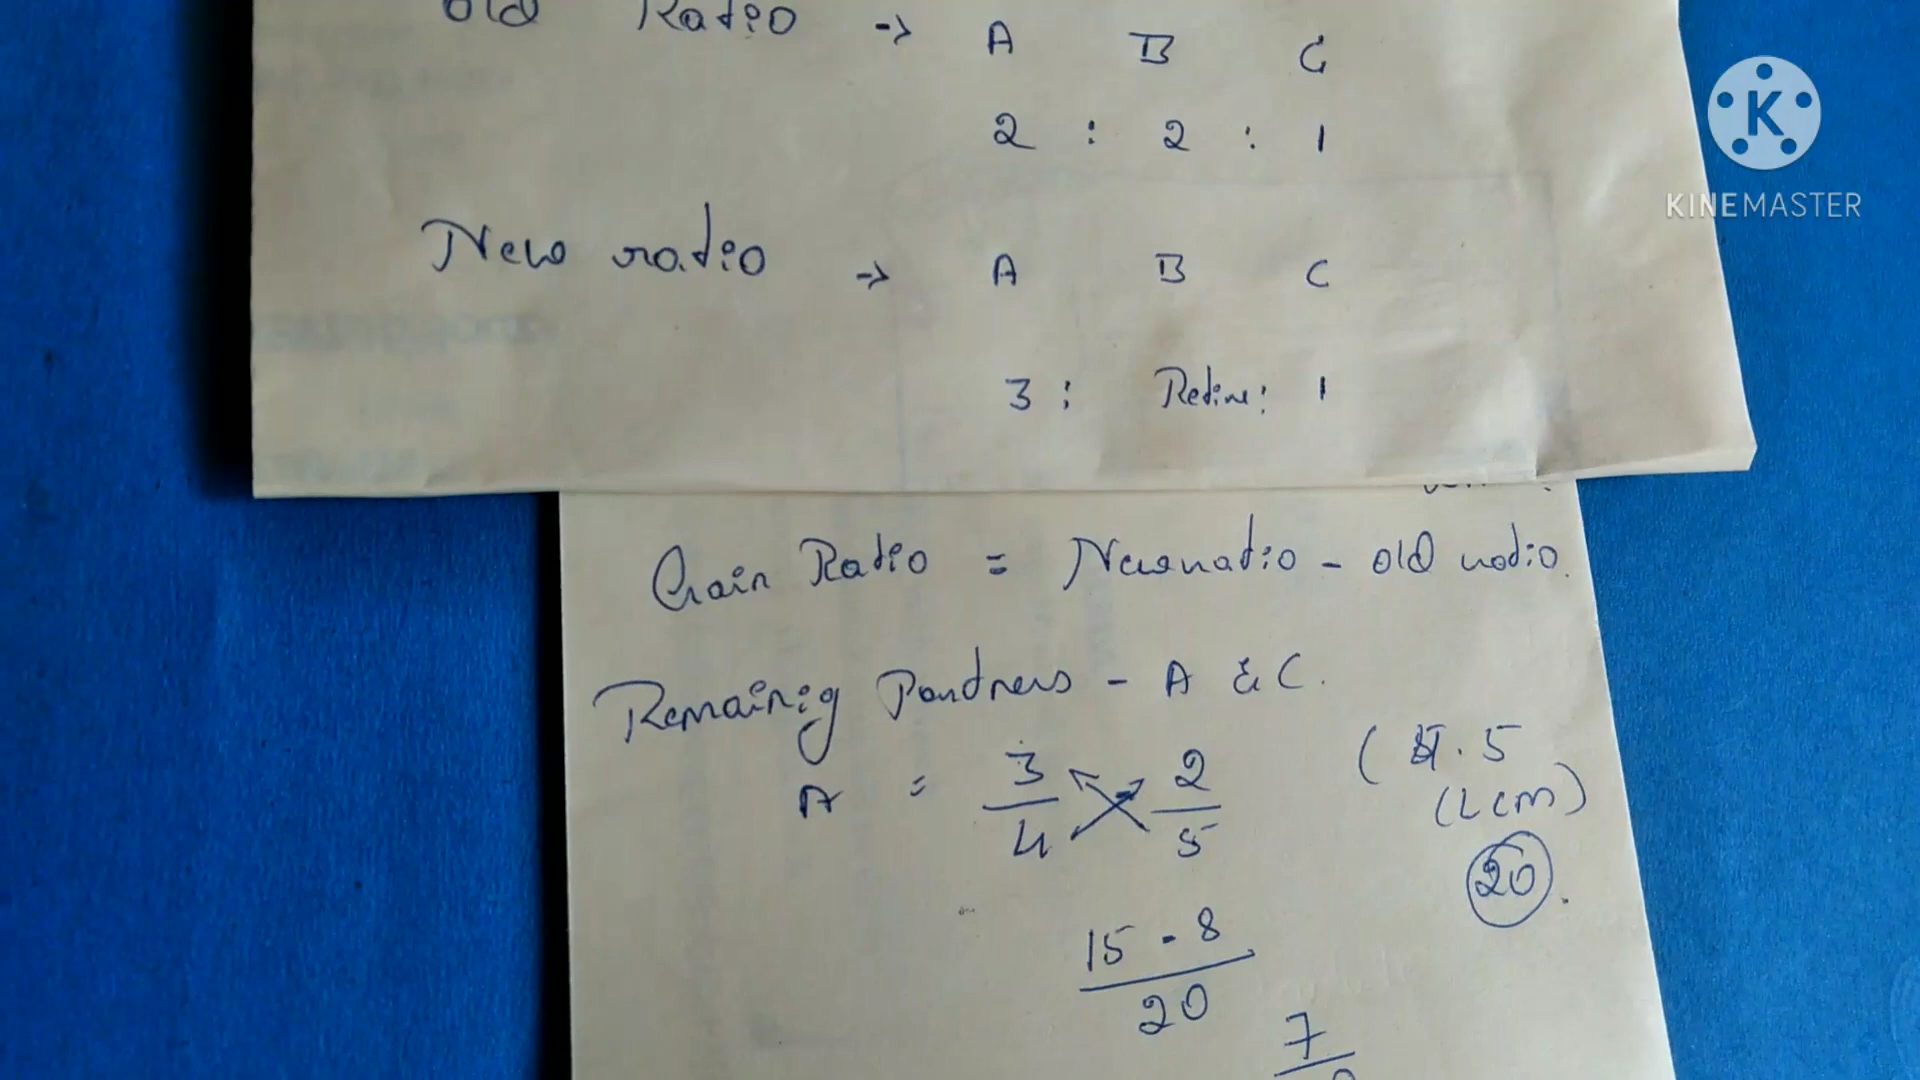 old Ratio -> A B C
2 : 2 : 1
New ratio -> A B C
3 : Retire : 1
Gain Ratio = New ratio - old ratio.
Remainig Partners - A & C.
A = 3/4 2/5 (4.5
(LCM)
20.
15 - 8
20
7
K
KINEMASTER